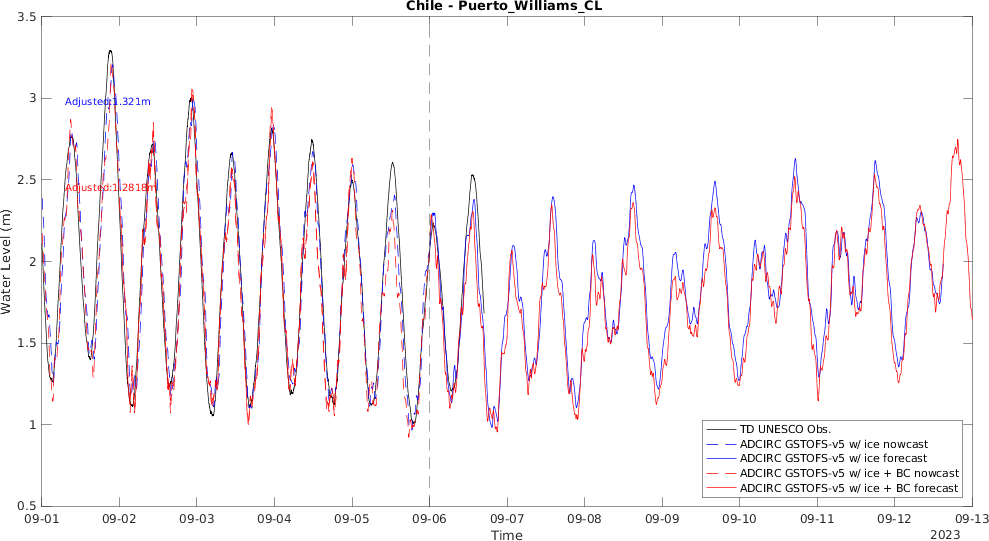 Chile - Puerto_Williams_CL
3.5
3
2.5
2
1.5
1
0.5
Water Level (m)
Adjusted:1.321m
Adjusted:1.2818m
TD UNESCO Obs.
ADCIRC GSTOFS-v5 w/ ice nowcast
ADCIRC GSTOFS-v5 w/ ice forecast
ADCIRC GSTOFS-v5 w/ ice + BC nowcast
ADCIRC GSTOFS-v5 w/ ice + BC forecast
09-01 09-02 09-03 09-04 09-05 09-06 09-07 09-08 09-09 09-10 09-11 09-12 09-13
Time
2023